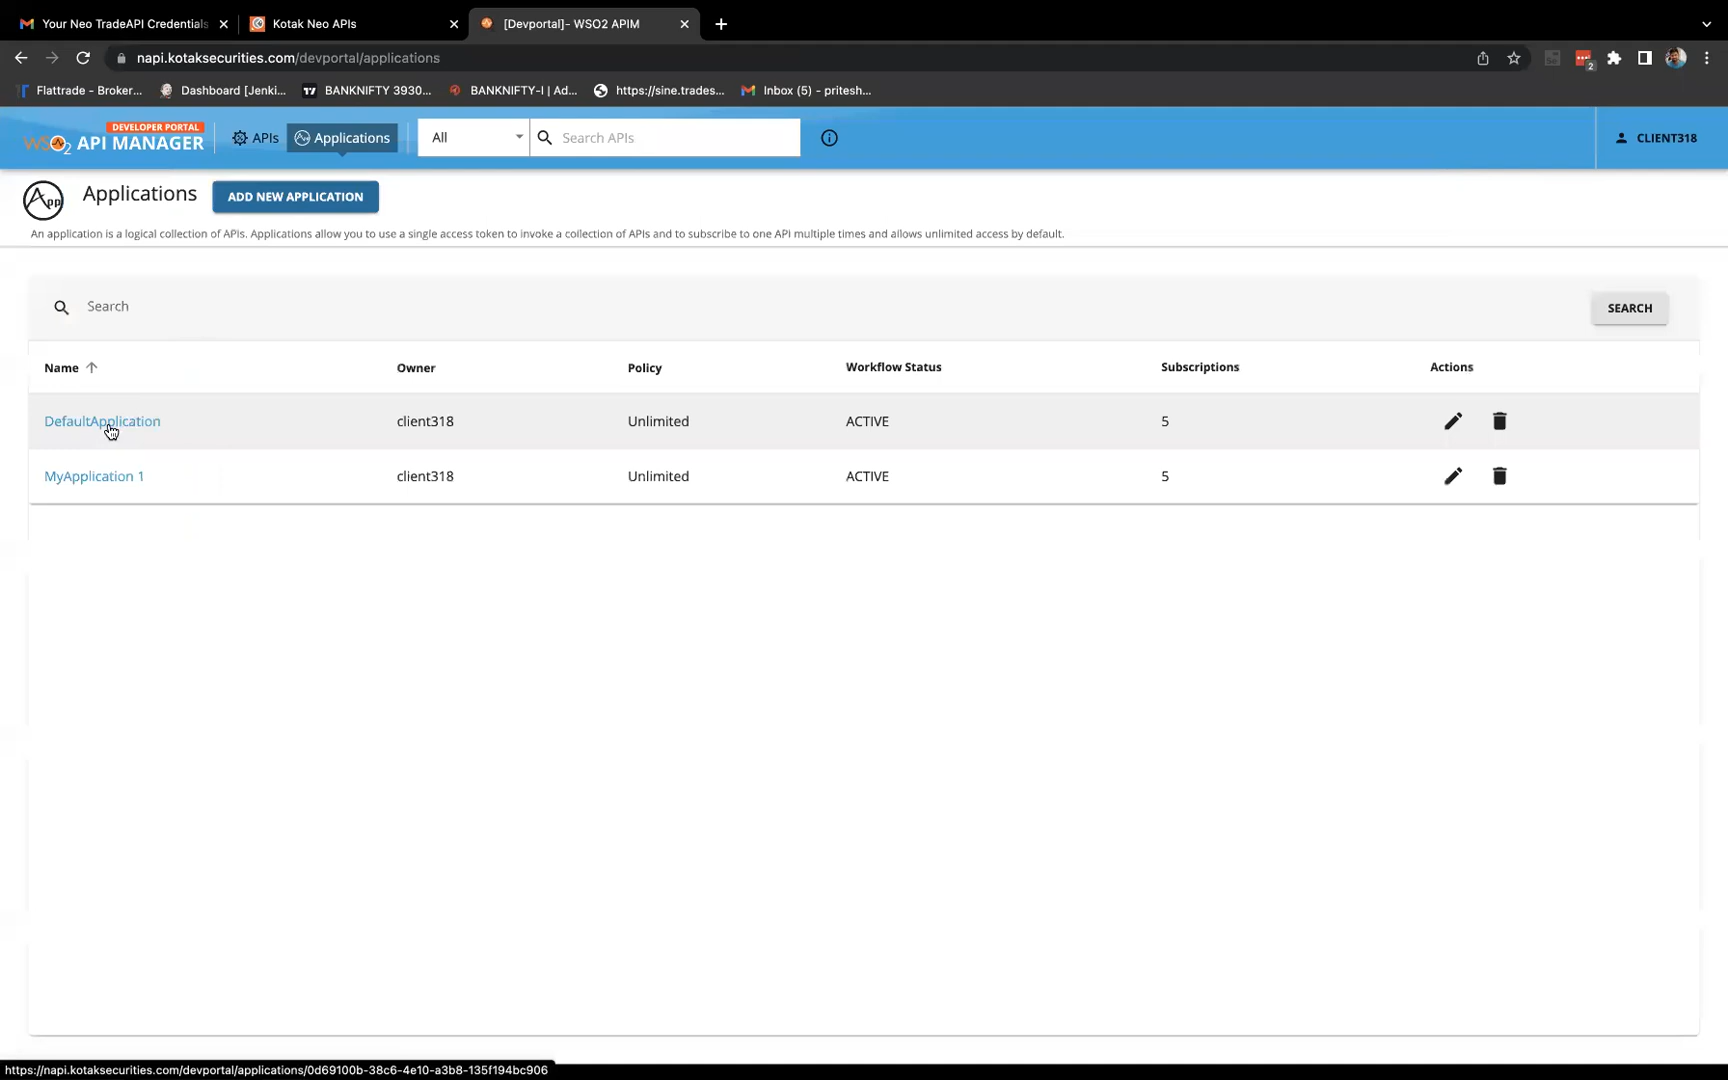 Your Neo TradeAPI Credentials
Kotak Neo APIs
[Devportal]- WSO2 APIM
napi.kotaksecurities.com/devportal/applications
Flattrade - Broker...
Dashboard [Jenki...
BANKNIFTY 3930...
BANKNIFTY-I | Ad...
https://sine.trades...
Inbox (5) - pritesh...
2
DEVELOPER PORTAL
WSO2 API MANAGER
APIs
Applications
All
Search APIs
CLIENT318
App
Applications
ADD NEW APPLICATION
An application is a logical collection of APIs. Applications allow you to use a single access token to invoke a collection of APIs and to subscribe to one API multiple times and allows unlimited access by default.
Search
SEARCH
Name Owner Policy Workflow Status Subscriptions Actions
DefaultApplication client318 Unlimited ACTIVE 5
MyApplication 1 client318 Unlimited ACTIVE 5
https://napi.kotaksecurities.com/devportal/applications/0d69100b-38c6-4e10-a3b8-135f194bc906